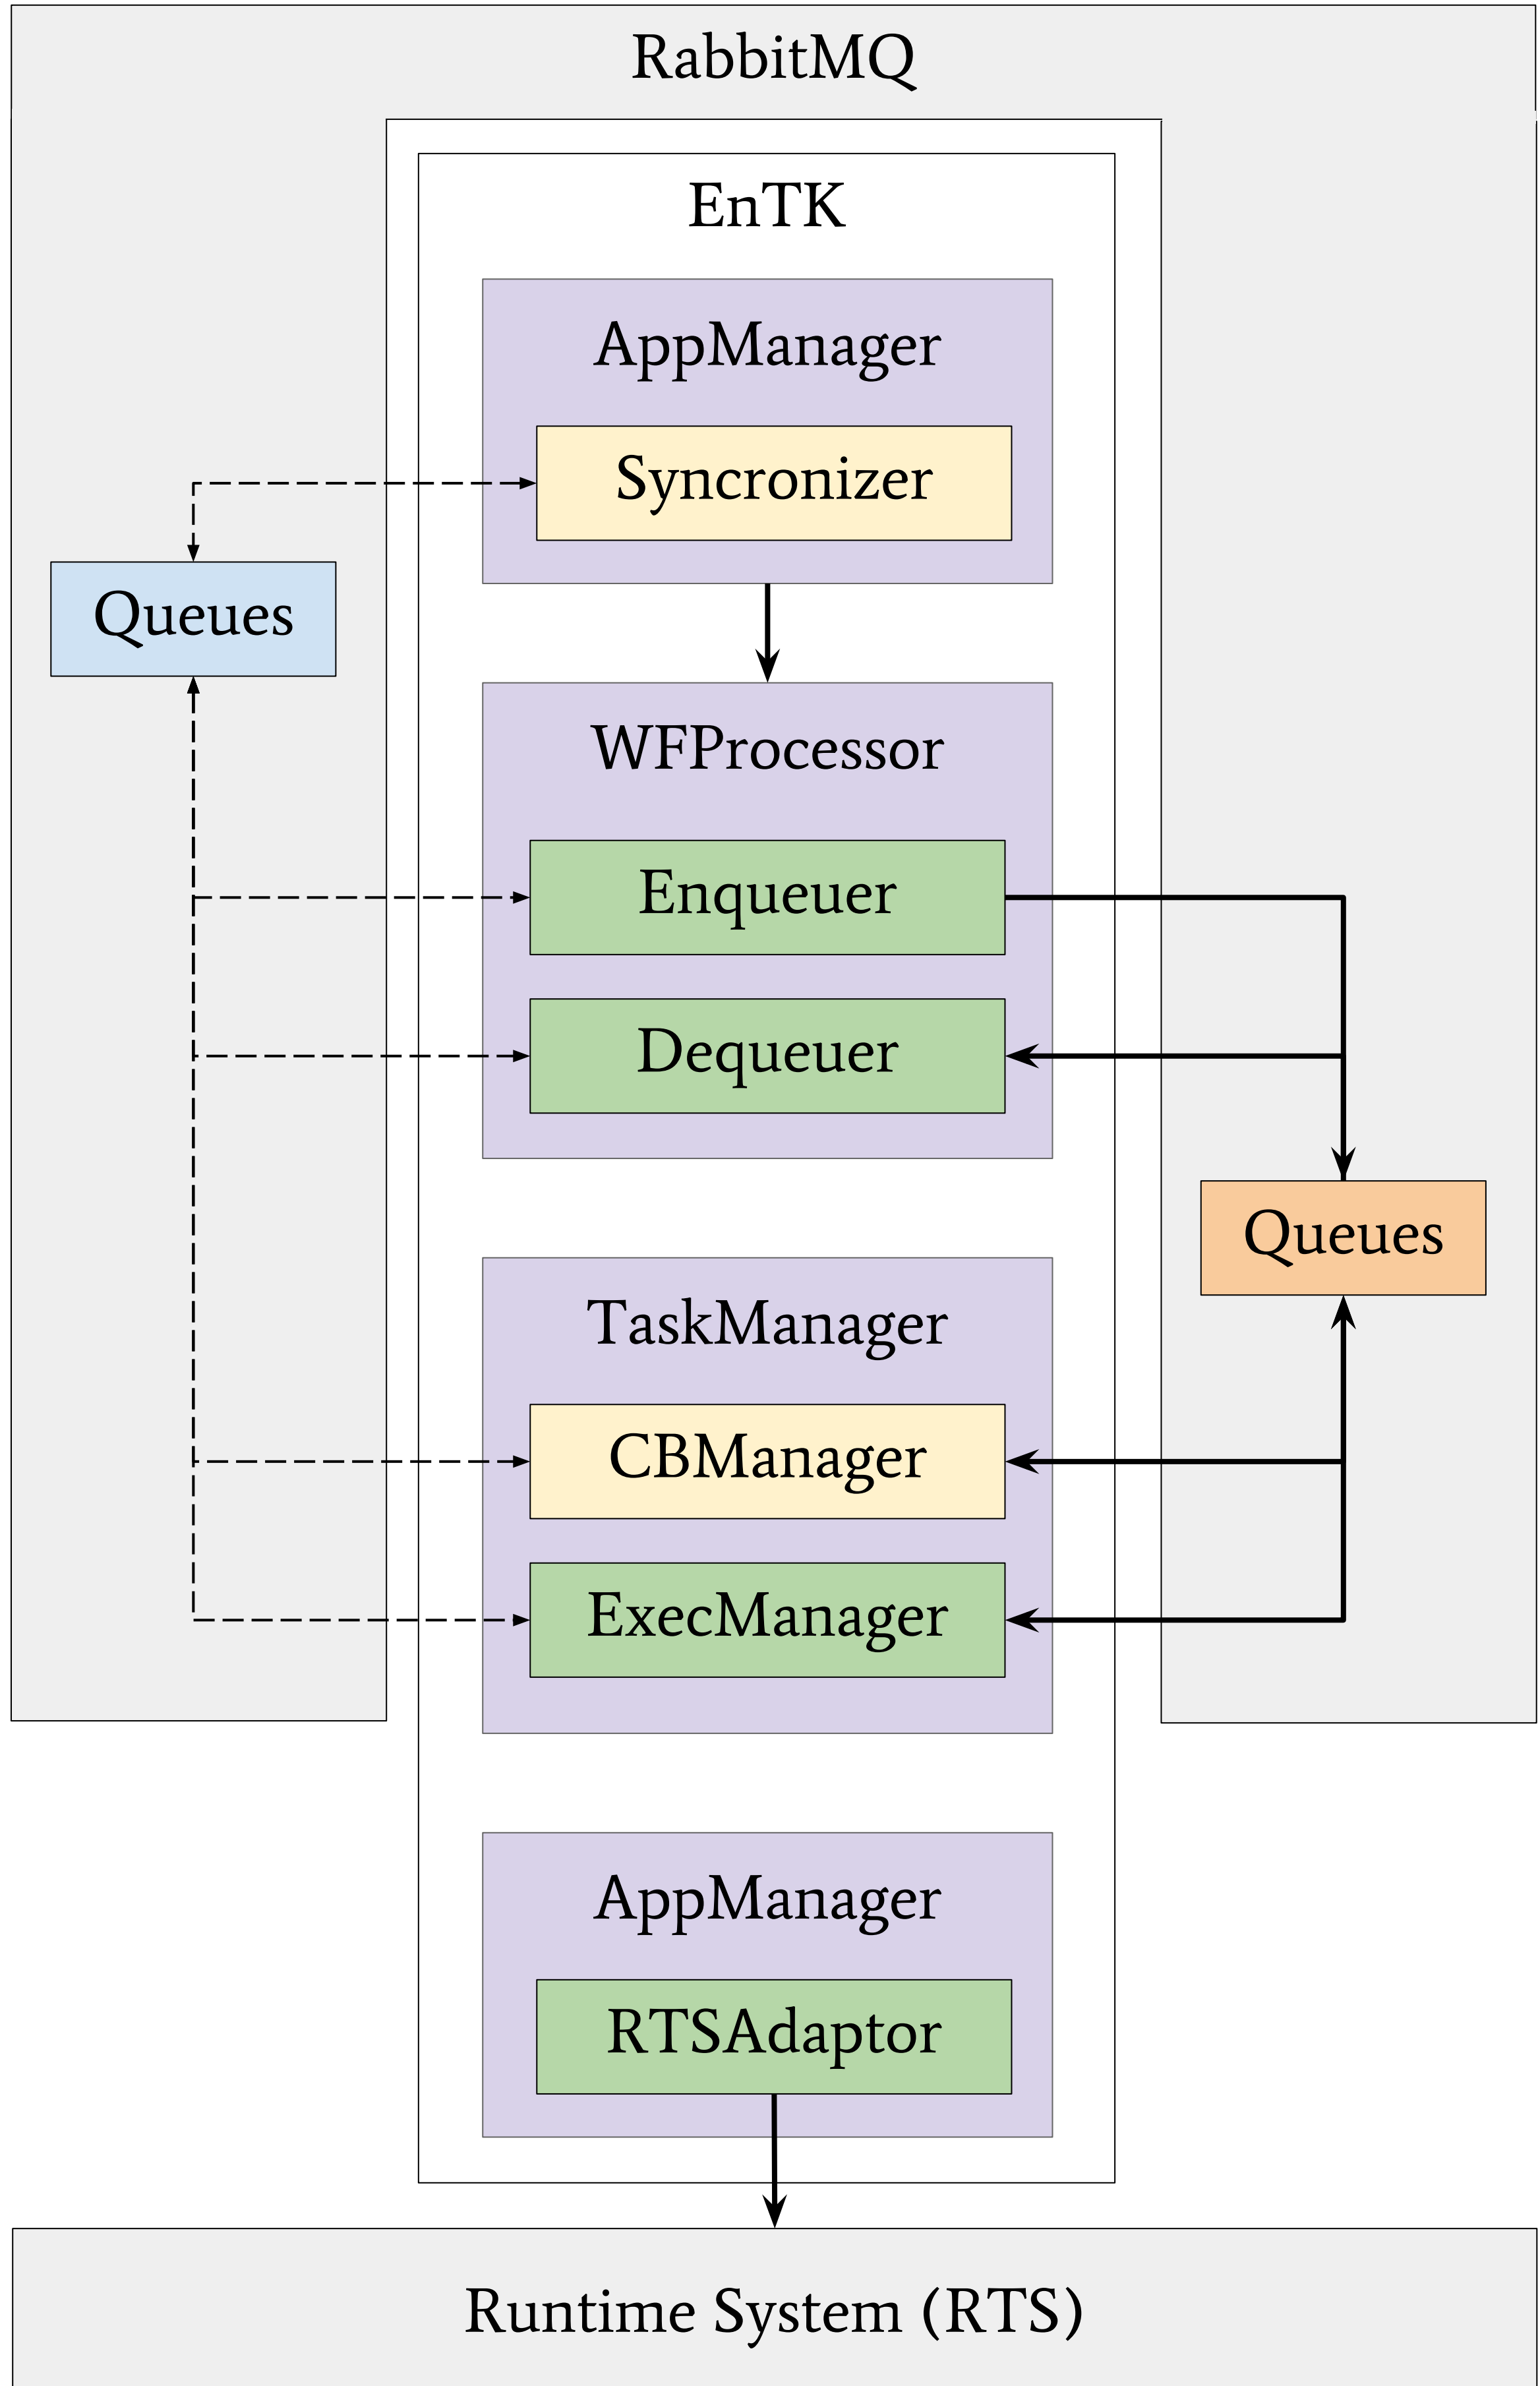 RabbitMQ
EnTK
AppManager
Syncronizer
Queues
WFProcessor
Enqueuer
Dequeuer
Queues
TaskManager
CBManager
ExecManager
AppManager
RTSAdaptor
Runtime System (RTS)